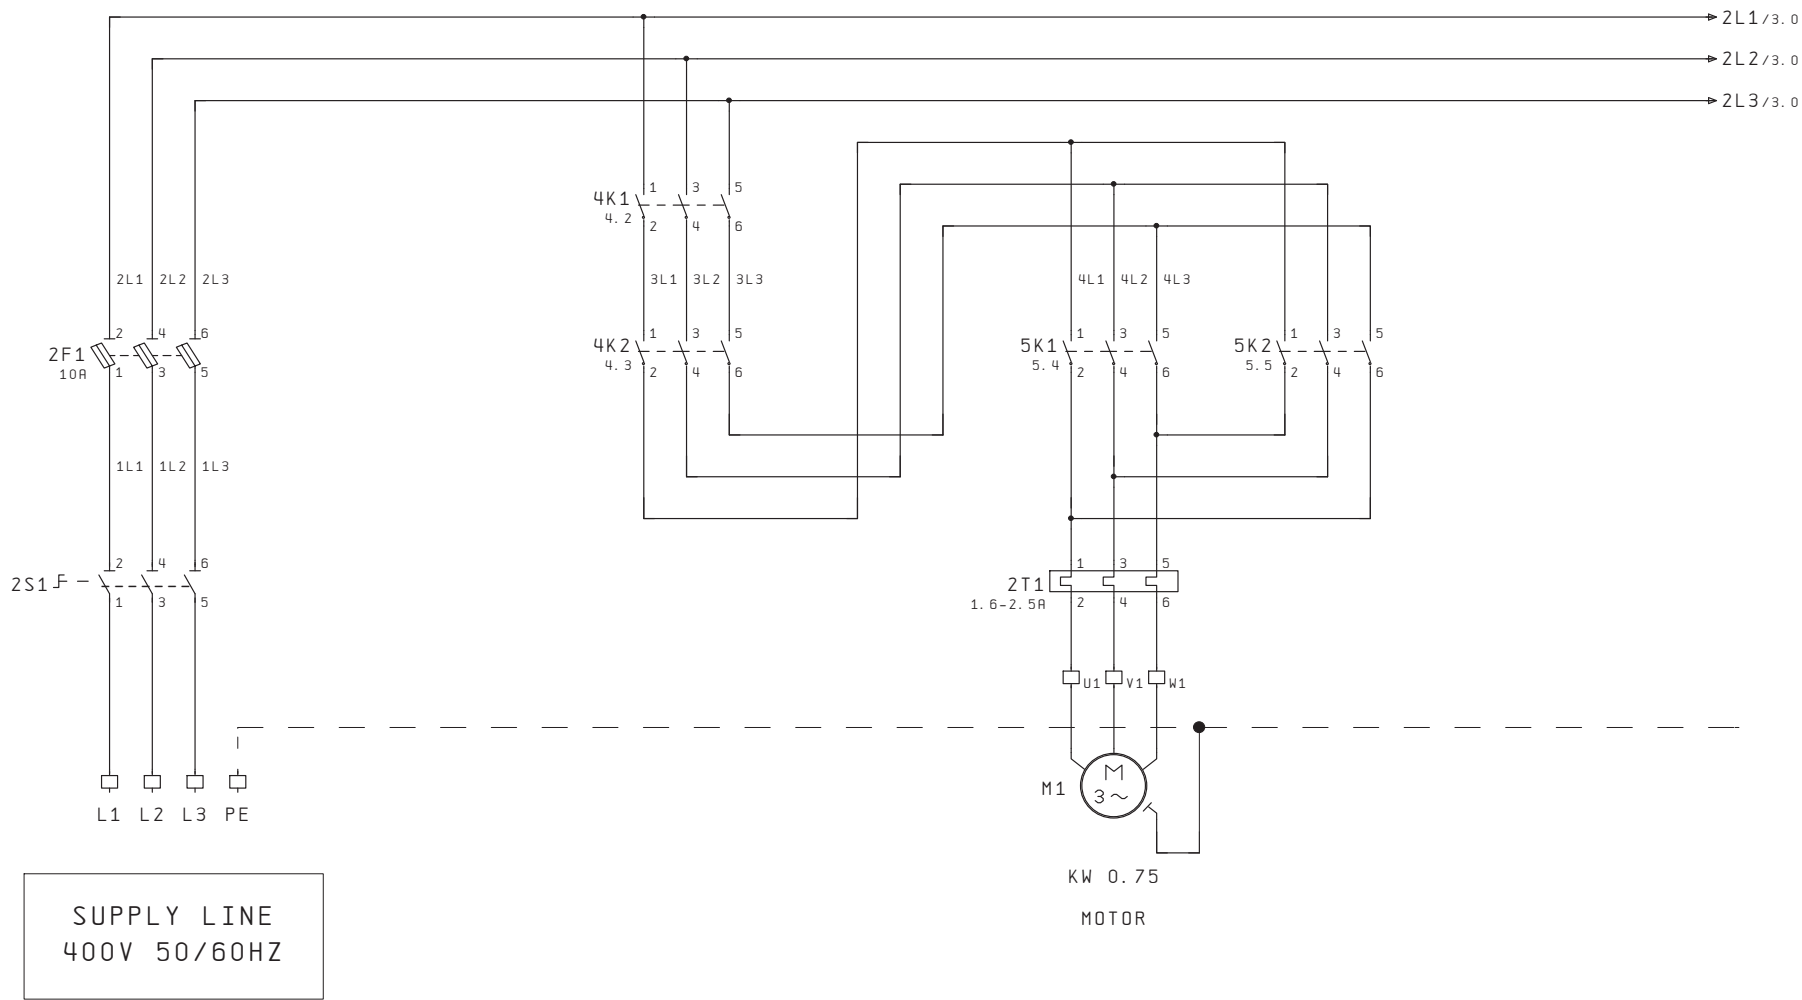 2L1/3.0
2L2/3.0
2L3/3.0
1 3 5
4K1
4.2
2 4 6
2L1 2L2 2L3
3L1 3L2 3L3
4L1 4L2 4L3
2 4 6
2F1
10A
1 3 5
1 3 5
4K2
4.3
2 4 6
1 3 5
5K1
5.4
2 4 6
1 3 5
5K2
5.5
2 4 6
1L1 1L2 1L3
2 4 6
2S1
1 3 5
1 3 5
2T1
1.6-2.5A
2 4 6
U1 V1 W1
M
3~
M1
L1 L2 L3 PE
KW 0.75
MOTOR
SUPPLY LINE
400V 50/60HZ